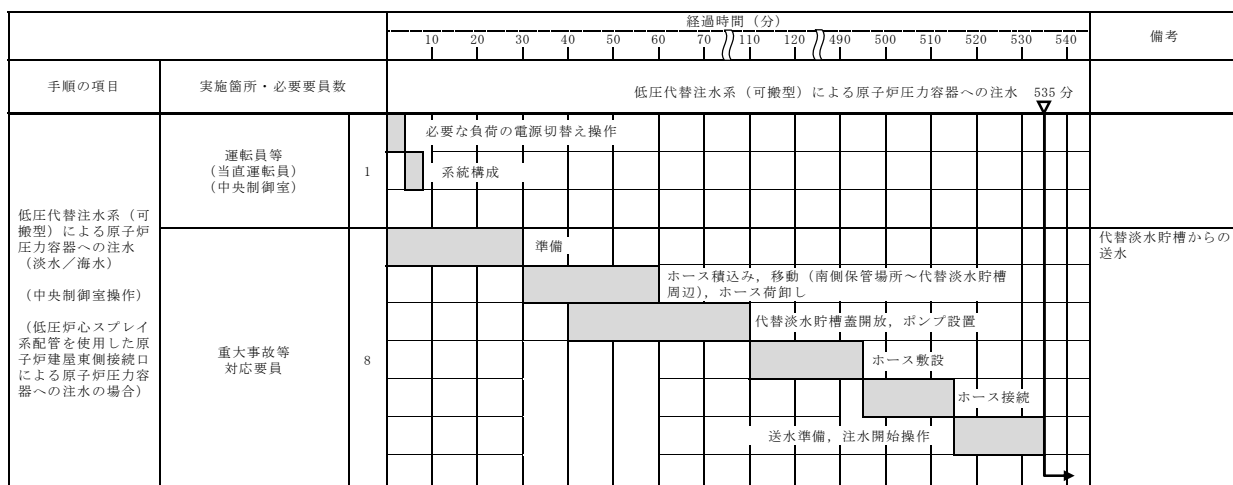 経過時間（分）
10 20 30 40 50 60 70 110 120 490 500 510 520 530 540
備考
手順の項目
実施箇所・必要要員数
低圧代替注水系（可搬型）による原子炉圧力容器への注水 535 分
低圧代替注水系（可
搬型）による原子炉
圧力容器への注水
（淡水／海水）
（中央制御室操作）
（低圧炉心スプレイ
系配管を使用した原
子炉建屋東側接続口
による原子炉圧力容
器への注水の場合）
運転員等
（当直運転員）
（中央制御室）
1
必要な負荷の電源切替え操作
系統構成
重大事故等
対応要員
8
準備
ホース積込み，移動（南側保管場所～代替淡水貯槽
周辺），ホース荷卸し
代替淡水貯槽蓋開放，ポンプ設置
ホース敷設
ホース接続
送水準備，注水開始操作
代替淡水貯槽からの
送水